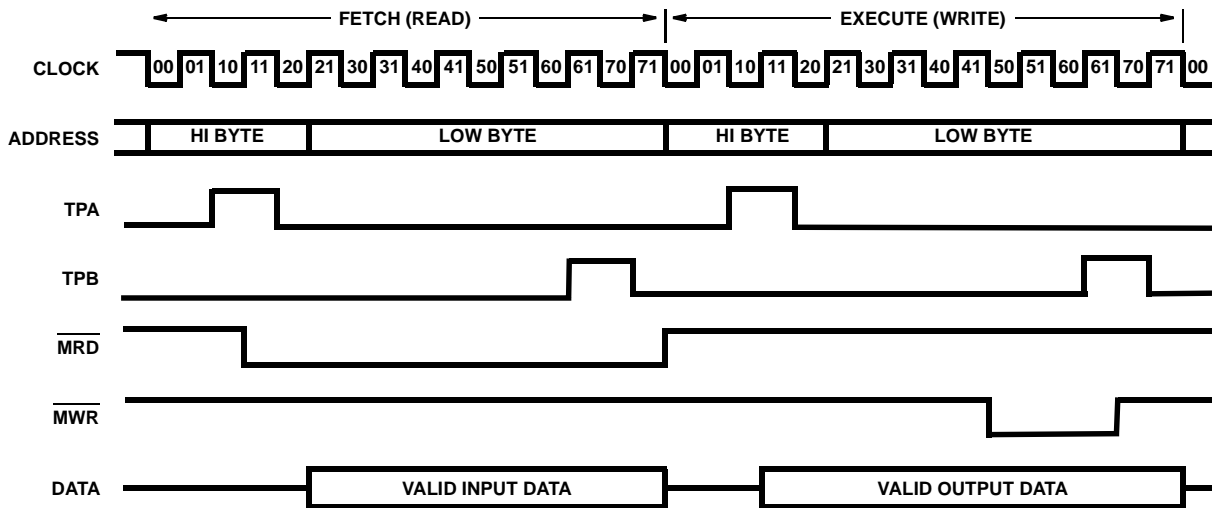 FETCH (READ) EXECUTE (WRITE)
CLOCK 00 01 10 11 20 21 30 31 40 41 50 51 60 61 70 71 00 01 10 11 20 21 30 31 40 41 50 51 60 61 70 71 00
ADDRESS HI BYTE LOW BYTE HI BYTE LOW BYTE
TPA
TPB
MRD
MWR
DATA VALID INPUT DATA VALID OUTPUT DATA